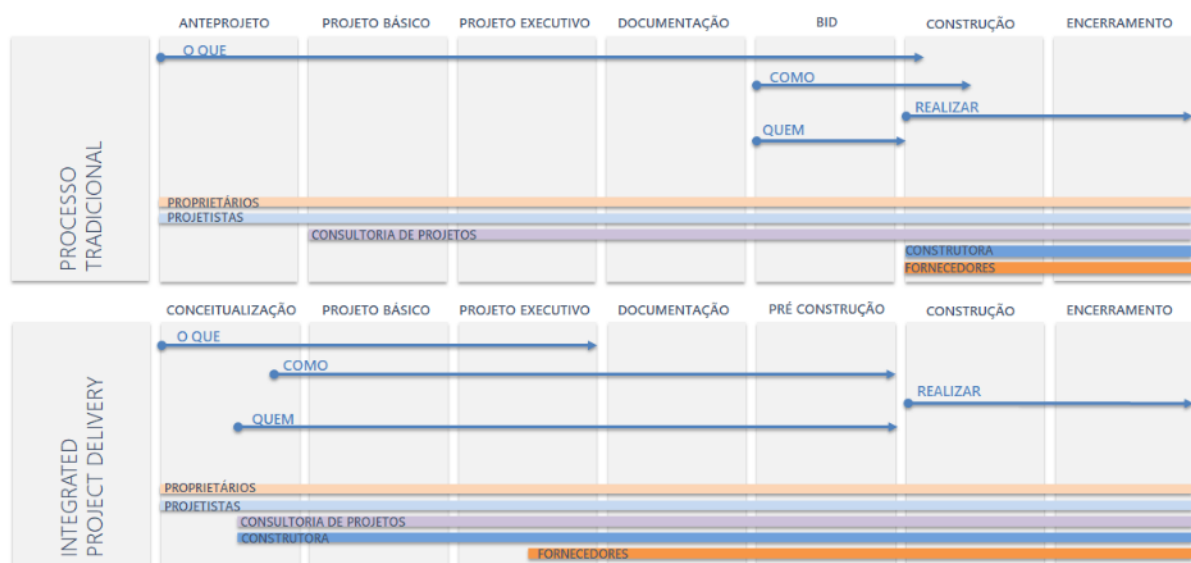 ANTEPROJETO PROJETO BÁSICO PROJETO EXECUTIVO DOCUMENTAÇÃO BID CONSTRUÇÃO ENCERRAMENTO
PROCESSO
TRADICIONAL
O QUE
COMO
REALIZAR
QUEM
PROPRIETÁRIOS
PROJETISTAS
CONSULTORIA DE PROJETOS
CONSTRUTORA
FORNECEDORES
CONCEITUALIZAÇÃO PROJETO BÁSICO PROJETO EXECUTIVO DOCUMENTAÇÃO PRÉ CONSTRUÇÃO CONSTRUÇÃO ENCERRAMENTO
INTEGRATED
PROJECT DELIVERY
O QUE
COMO
REALIZAR
QUEM
PROPRIETÁRIOS
PROJETISTAS
CONSULTORIA DE PROJETOS
CONSTRUTORA
FORNECEDORES